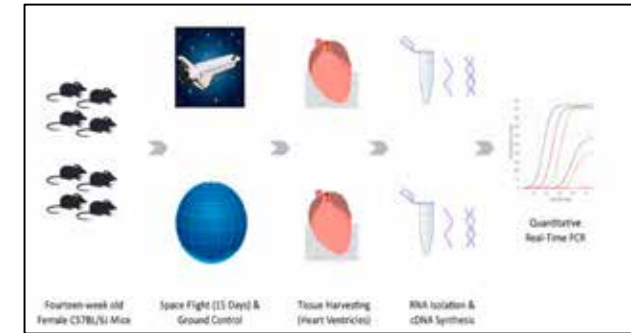 Quantitative
Real-Time PCR
Fourteen-week old
Female C57BL/6J Mice
Space Flight (15 Days) &
Ground Control
Tissue Harvesting
(Heart Ventricles)
RNA Isolation &
cDNA Synthesis